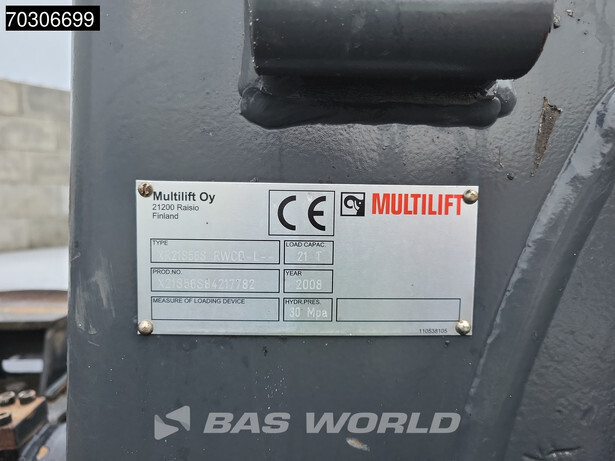 70306699
Multilift Oy
21200 Raisio
Finland
CE
MULTILIFT
TYPE
LOAD CAPAC.
21 T
PROD.NO.
YEAR
2008
MEASURE OF LOADING DEVICE
HYDR.PRES.
30 Mpa
110538105
BAS WORLD